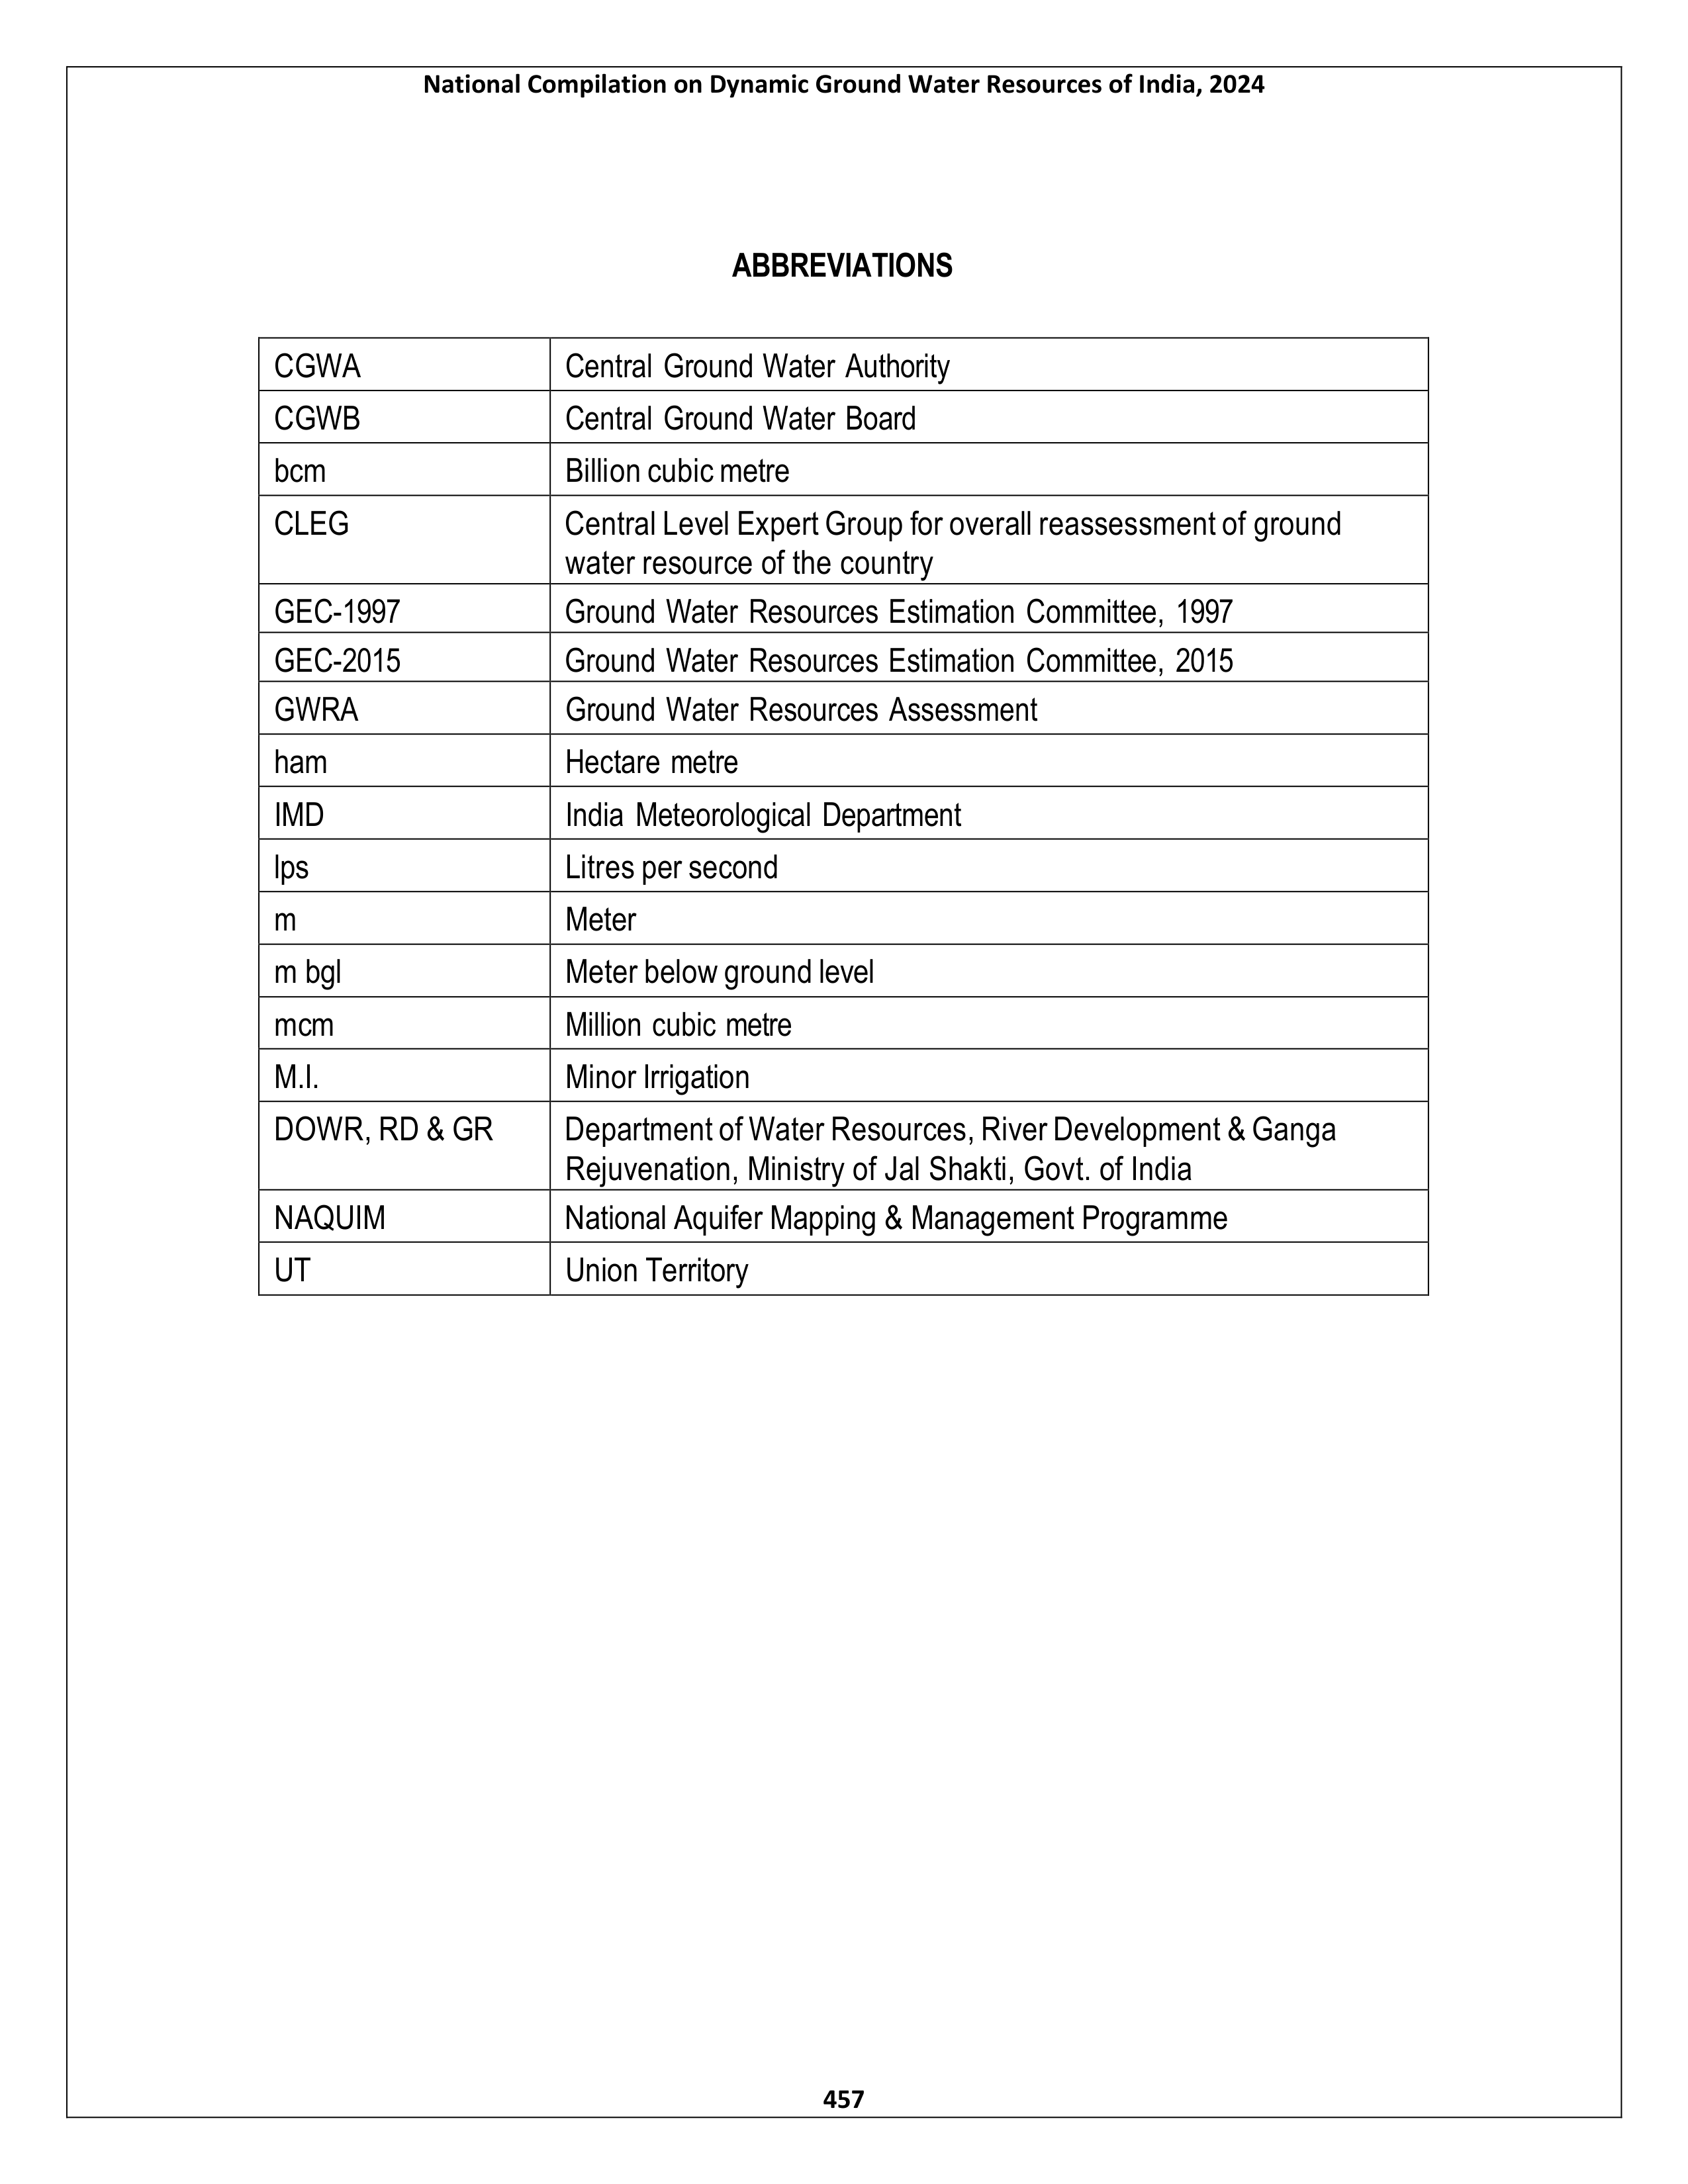 National Compilation on Dynamic Ground Water Resources of India, 2024
ABBREVIATIONS
CGWA Central Ground Water Authority
CGWB Central Ground Water Board
bcm Billion cubic metre
CLEG Central Level Expert Group for overall reassessment of ground
water resource of the country
GEC-1997 Ground Water Resources Estimation Committee, 1997
GEC-2015 Ground Water Resources Estimation Committee, 2015
GWRA Ground Water Resources Assessment
ham Hectare metre
IMD India Meteorological Department
lps Litres per second
m Meter
m bgl Meter below ground level
mcm Million cubic metre
M.I. Minor Irrigation
DOWR, RD & GR Department of Water Resources, River Development & Ganga
Rejuvenation, Ministry of Jal Shakti, Govt. of India
NAQUIM National Aquifer Mapping & Management Programme
UT Union Territory
457